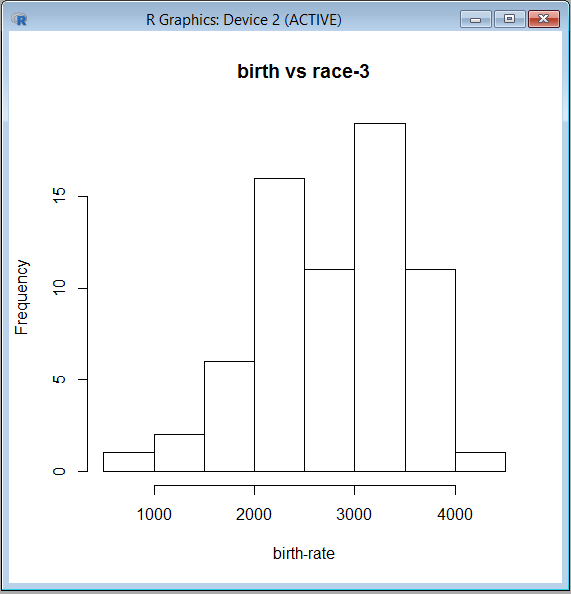 R Graphics: Device 2 (ACTIVE)
birth vs race-3
Frequency
15
10
5
0
1000 2000 3000 4000
birth-rate